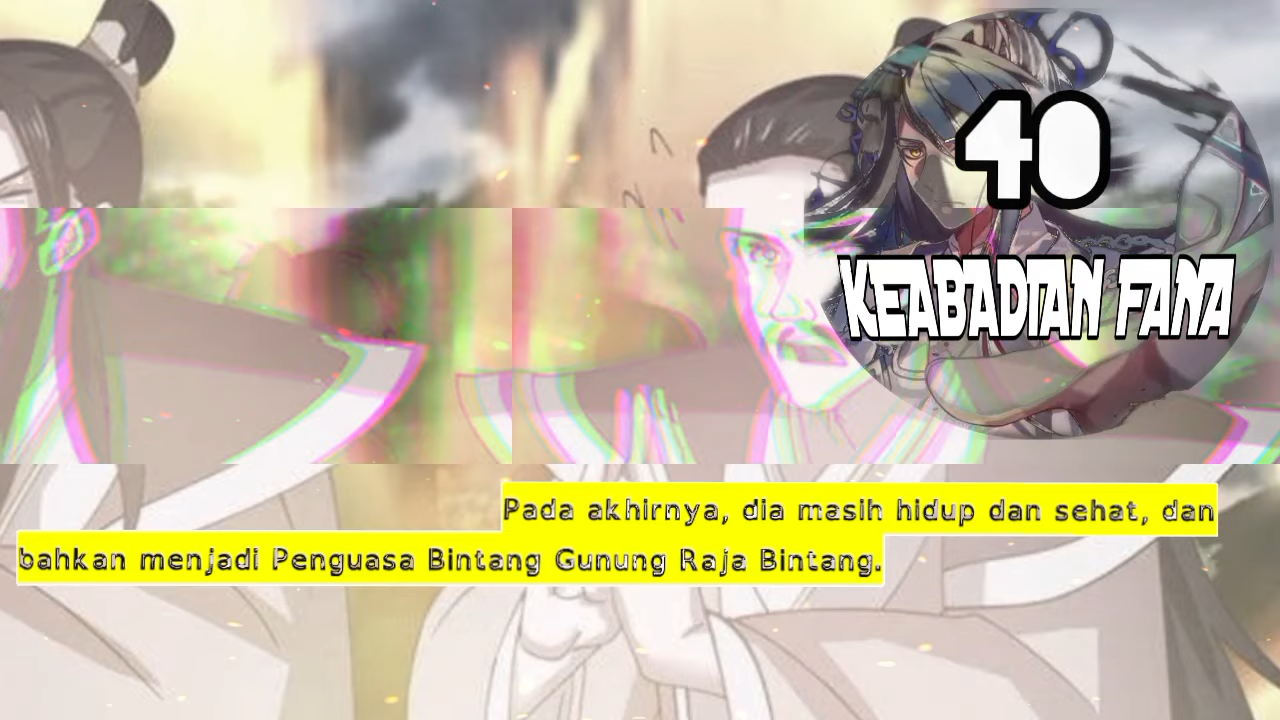 40
KEABADIAN FANA
Pada akhirnya, dia masih hidup dan sehat, dan
bahkan menjadi Penguasa Bintang Gunung Raja Bintang.